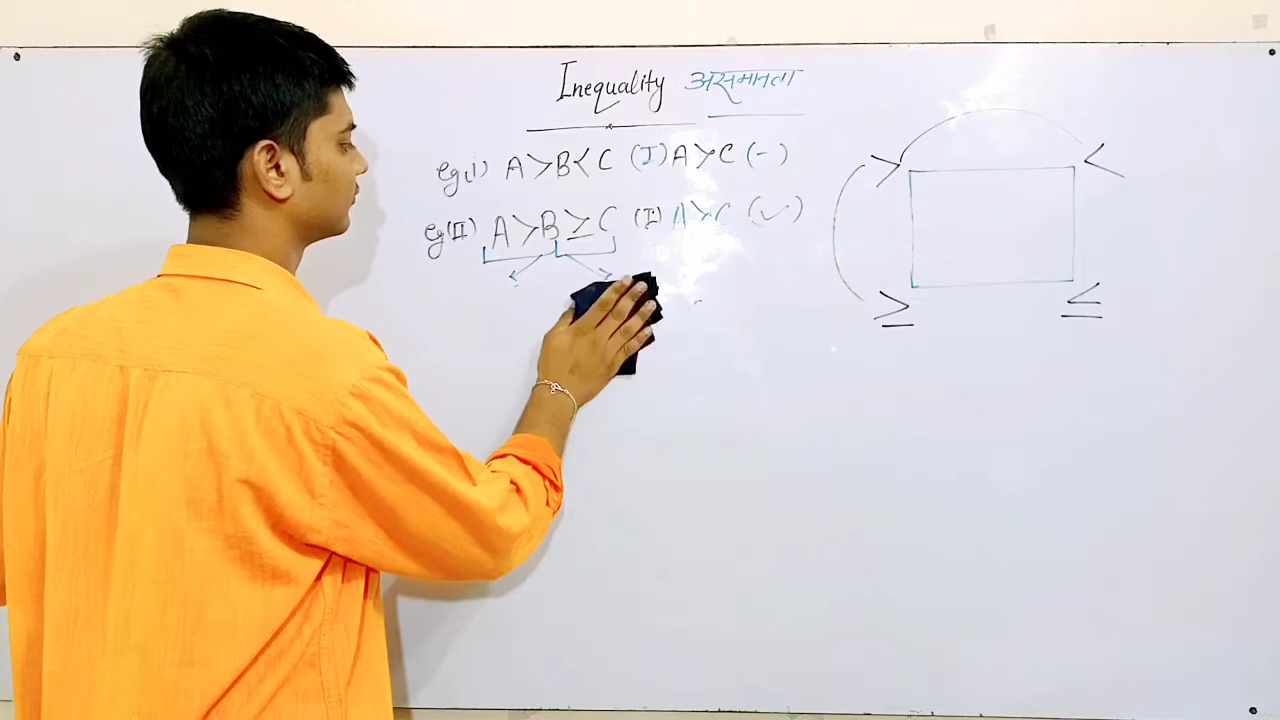 Inequality असमानता
eg(i) A>B<C (I) A>C (-)
eg(II) A>B≥C (I) A>C (✓)
> <
≥ ≤